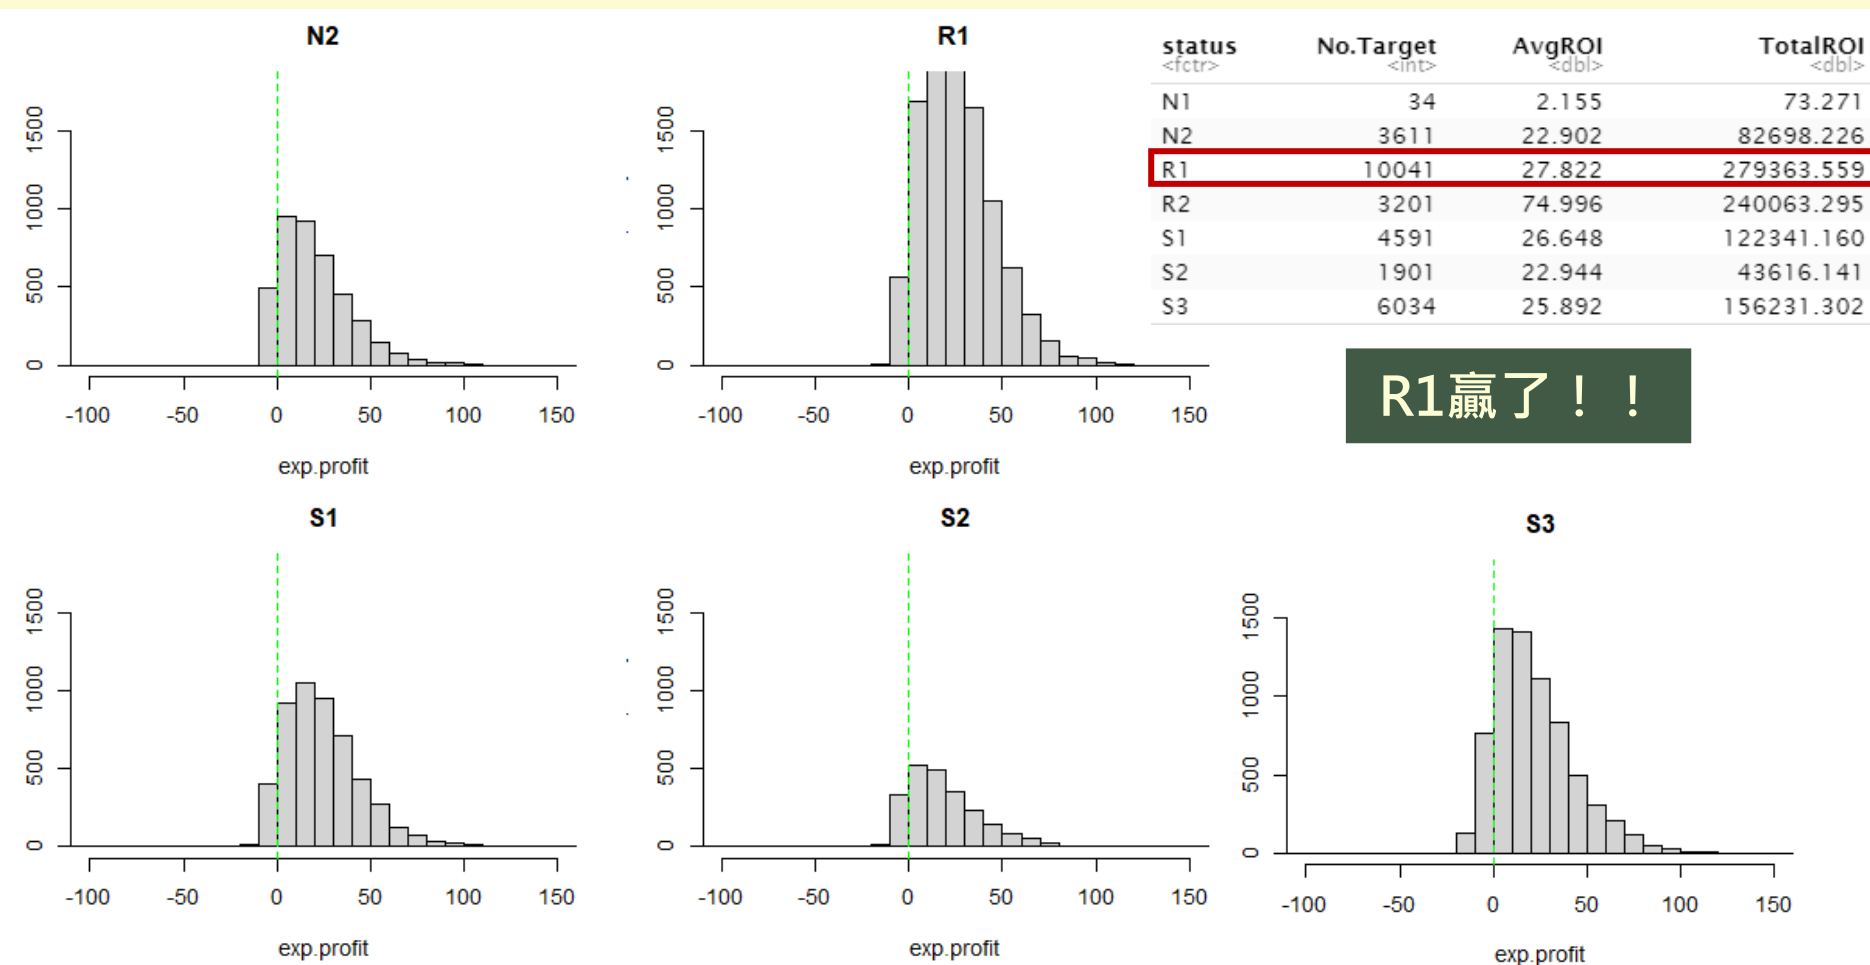 N2
1500
1000
500
0
-100 -50 0 50 100 150
exp.profit
R1
1500
1000
500
0
-100 -50 0 50 100 150
exp.profit
status No.Target AvgROI TotalROI
<fctr> <int> <dbl> <dbl>
N1 34 2.155 73.271
N2 3611 22.902 82698.226
R1 10041 27.822 279363.559
R2 3201 74.996 240063.295
S1 4591 26.648 122341.160
S2 1901 22.944 43616.141
S3 6034 25.892 156231.302
R1贏了！！
S1
1500
1000
500
0
-100 -50 0 50 100 150
exp.profit
S2
1500
1000
500
0
-100 -50 0 50 100 150
exp.profit
S3
1500
1000
500
0
-100 -50 0 50 100 150
exp.profit